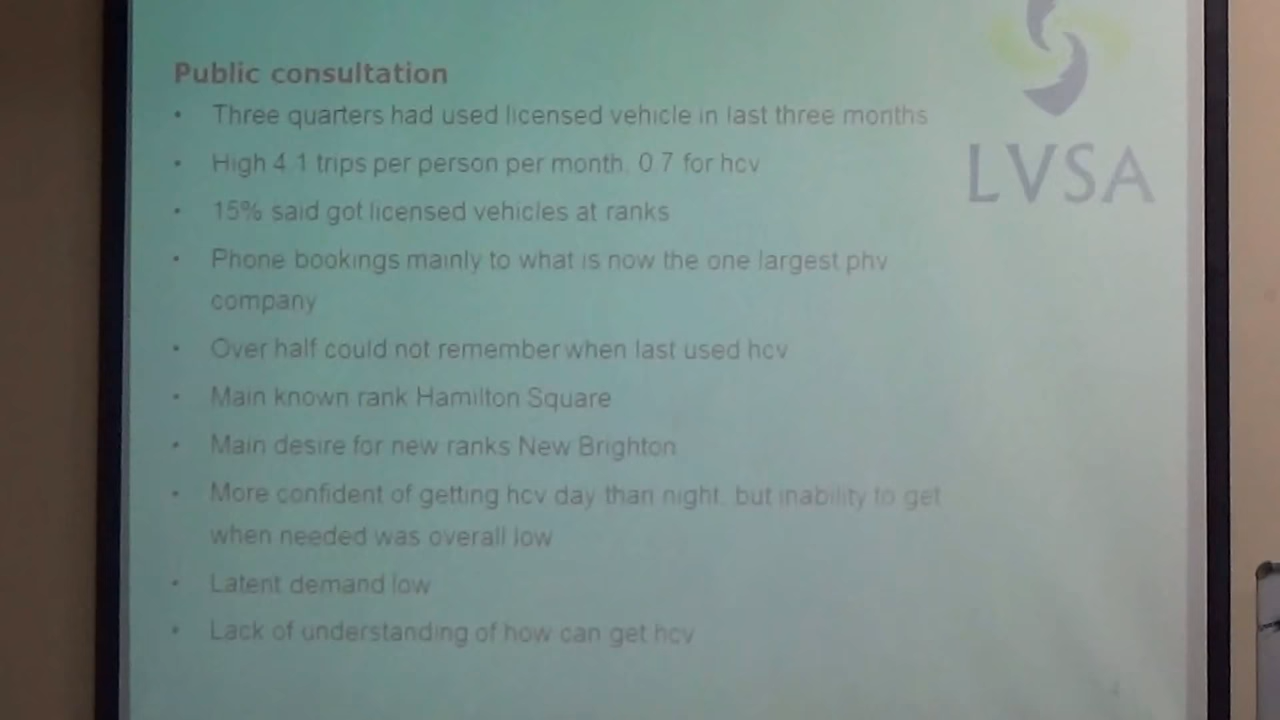 Public consultation
• Three quarters had used licensed vehicle in last three months
• High 4.1 trips per person per month, 0.7 for hcv
• 15% said got licensed vehicles at ranks
• Phone bookings mainly to what is now the one largest phv
company
• Over half could not remember when last used hcv
• Main known rank Hamilton Square
• Main desire for new ranks New Brighton
• More confident of getting hcv day than night, but inability to get
when needed was overall low
• Latent demand low
• Lack of understanding of how can get hcv
LVSA